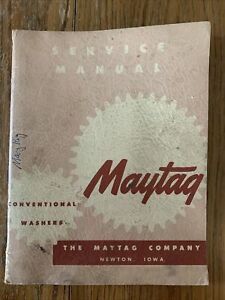 SERVICE
MANUAL
Maytag
CONVENTIONAL
WASHERS
THE MAYTAG COMPANY
NEWTON, IOWA